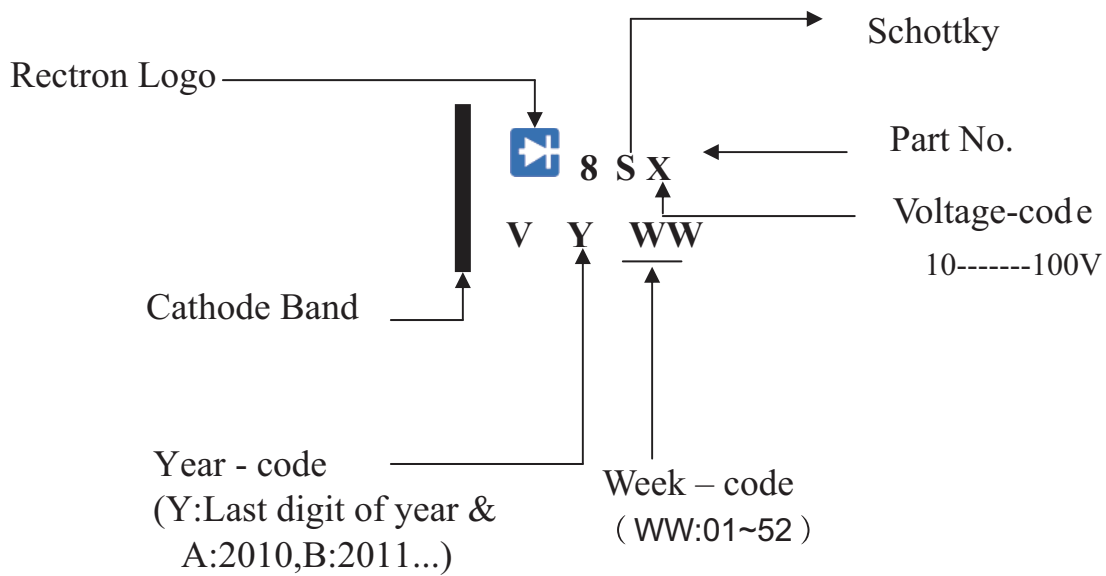 Schottky
Rectron Logo
8 S X
Part No.
Voltage-code
10-------100V
V Y WW
Cathode Band
Year - code
(Y:Last digit of year &
A:2010,B:2011...)
Week – code
（WW:01~52）